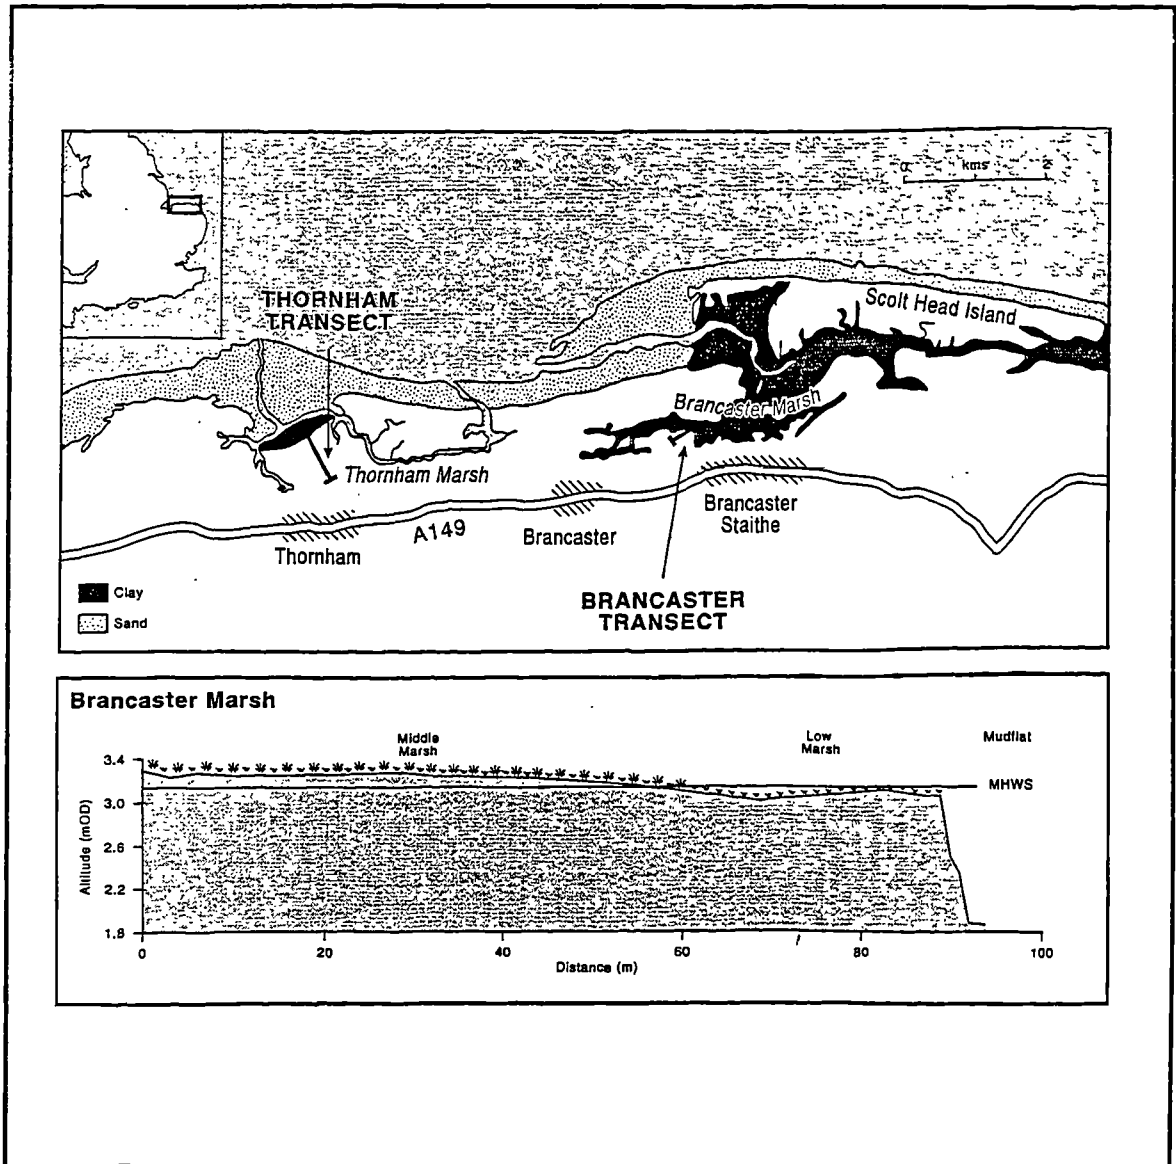 0 kms 2
THORNHAM
TRANSECT
Scolt Head Island
Brancaster Marsh
Thornham Marsh
Brancaster
Staithe
A149
Brancaster
Thornham
Clay
Sand
BRANCASTER
TRANSECT
Brancaster Marsh
Middle
Marsh
Low
Marsh
Mudflat
3.4
MHWS
3.0
2.6
2.2
1.8
Altitude (mOD)
0 20 40 60 80 100
Distance (m)